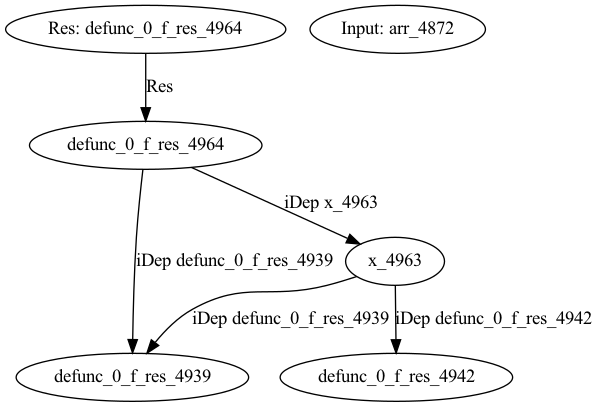 Res: defunc_0_f_res_4964
Input: arr_4872
Res
defunc_0_f_res_4964
iDep x_4963
iDep defunc_0_f_res_4939
x_4963
iDep defunc_0_f_res_4939
iDep defunc_0_f_res_4942
defunc_0_f_res_4939
defunc_0_f_res_4942